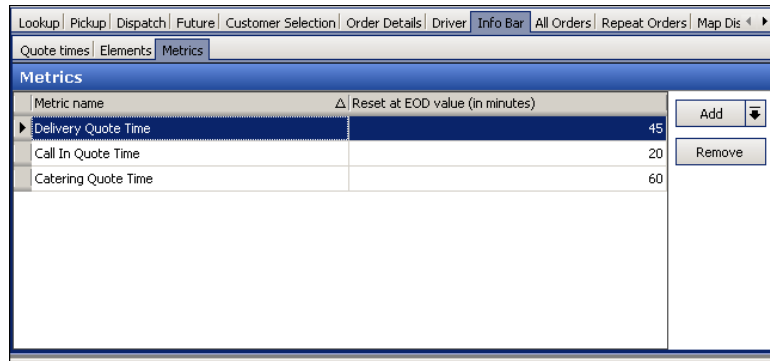 Lookup Pickup Dispatch Future Customer Selection Order Details Driver Info Bar All Orders Repeat Orders Map Dis
Quote times Elements Metrics
Metrics
Metric name Reset at EOD value (in minutes)
Add
Delivery Quote Time 45
Call In Quote Time 20
Remove
Catering Quote Time 60